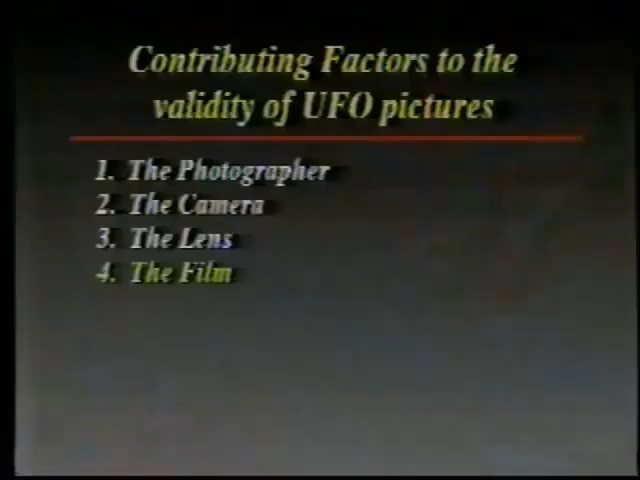 Contributing Factors to the
validity of UFO pictures
1. The Photographer
2. The Camera
3. The Lens
4. The Film